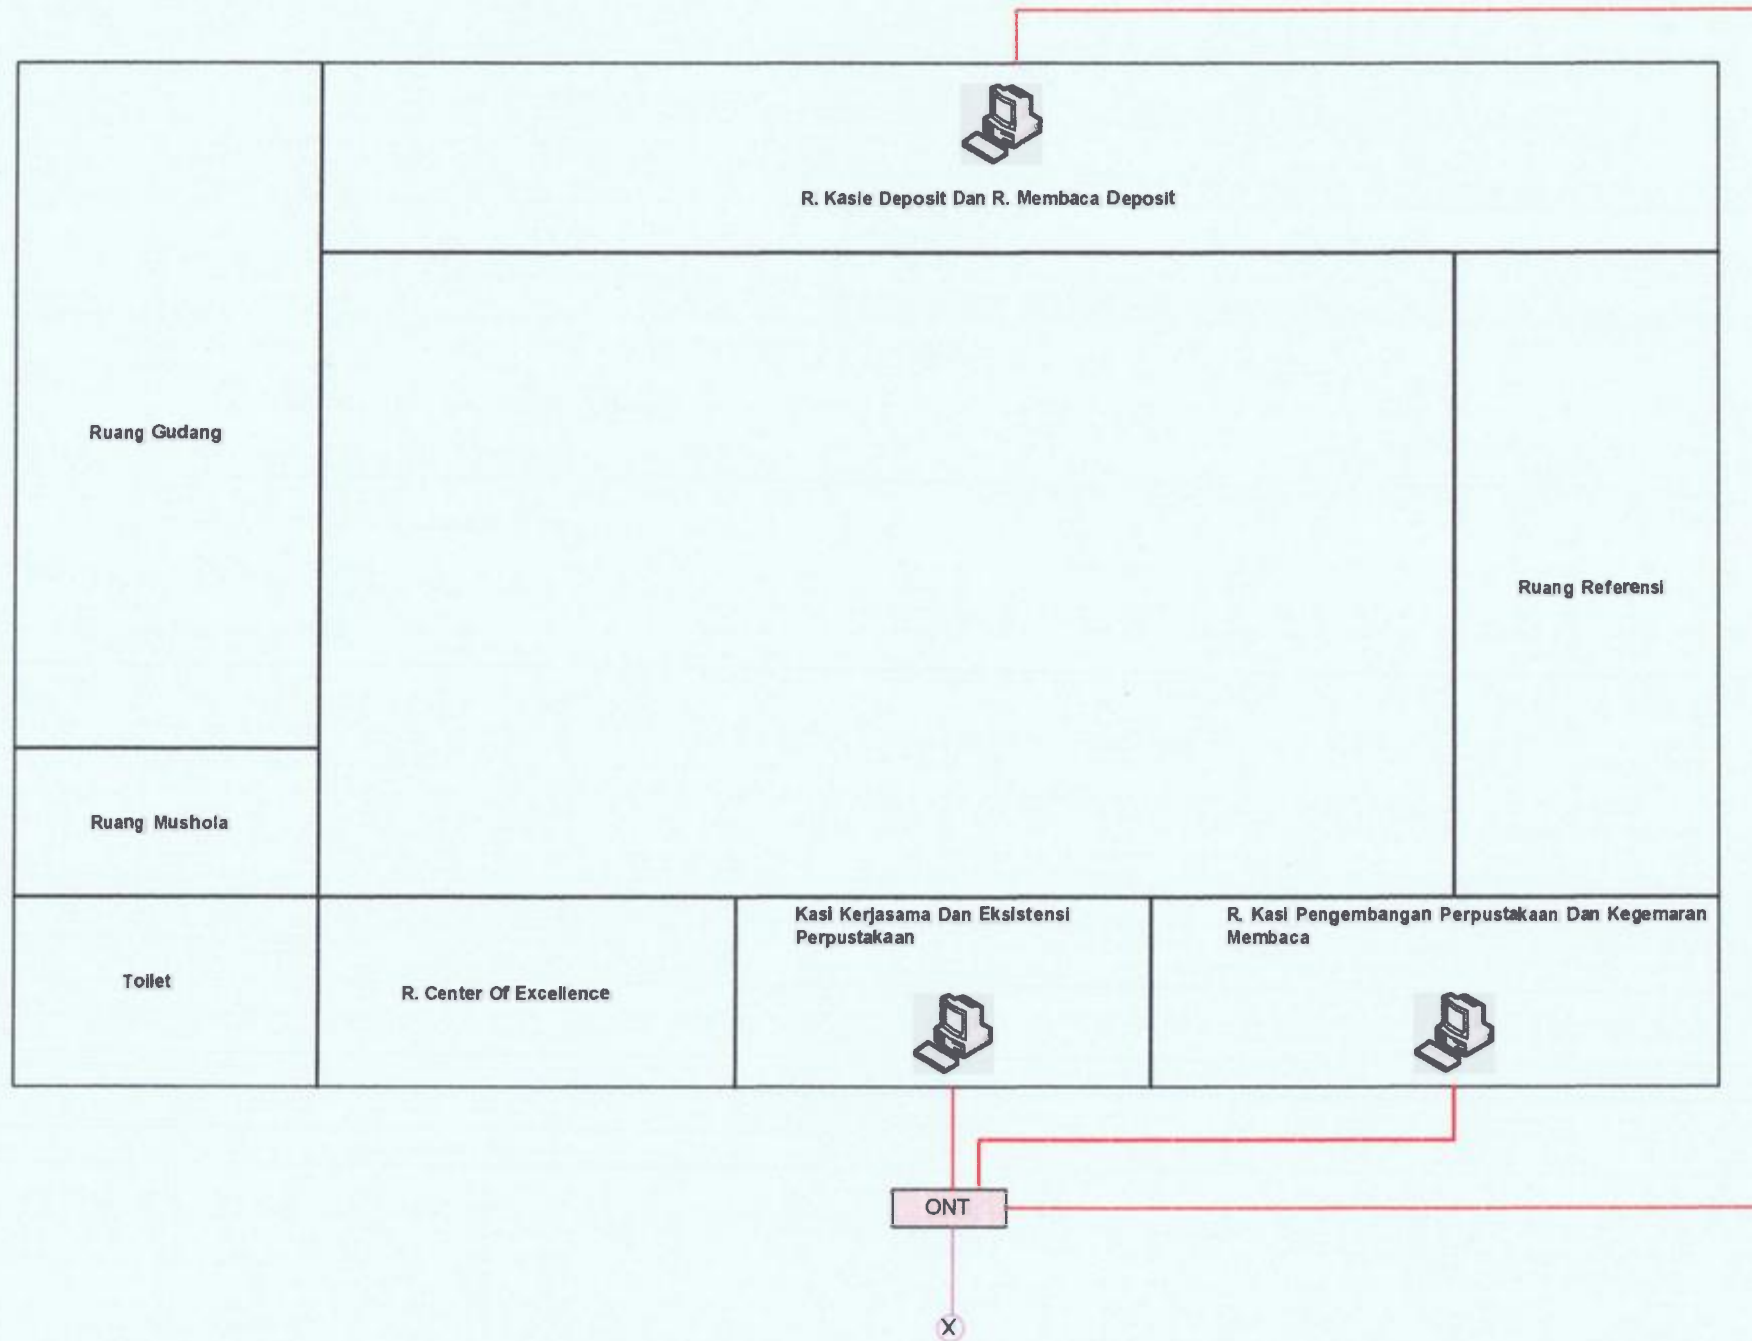 R. Kasie Deposit Dan R. Membaca Deposit
Ruang Gudang
Ruang Referensi
Ruang Mushola
Kasi Kerjasama Dan Eksistensi
Perpustakaan
R. Kasi Pengembangan Perpustakaan Dan Kegemaran
Membaca
Toilet
R. Center Of Excellence
ONT
X